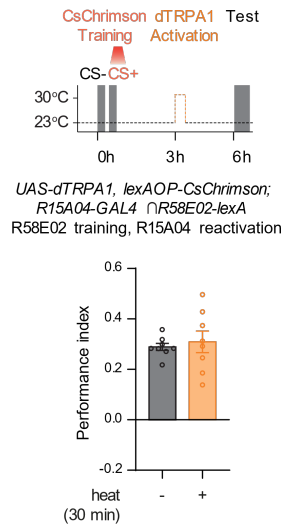 CsChrimson dTRPA1 Test
Training Activation
CS- CS+
30°C
23°C
0h 3h 6h
UAS-dTRPA1, lexAOP-CsChrimson;
R15A04-GAL4 ∩R58E02-lexA
R58E02 training, R15A04 reactivation
Performance index
0.6
0.4
0.2
0.0
-0.2
heat - +
(30 min)